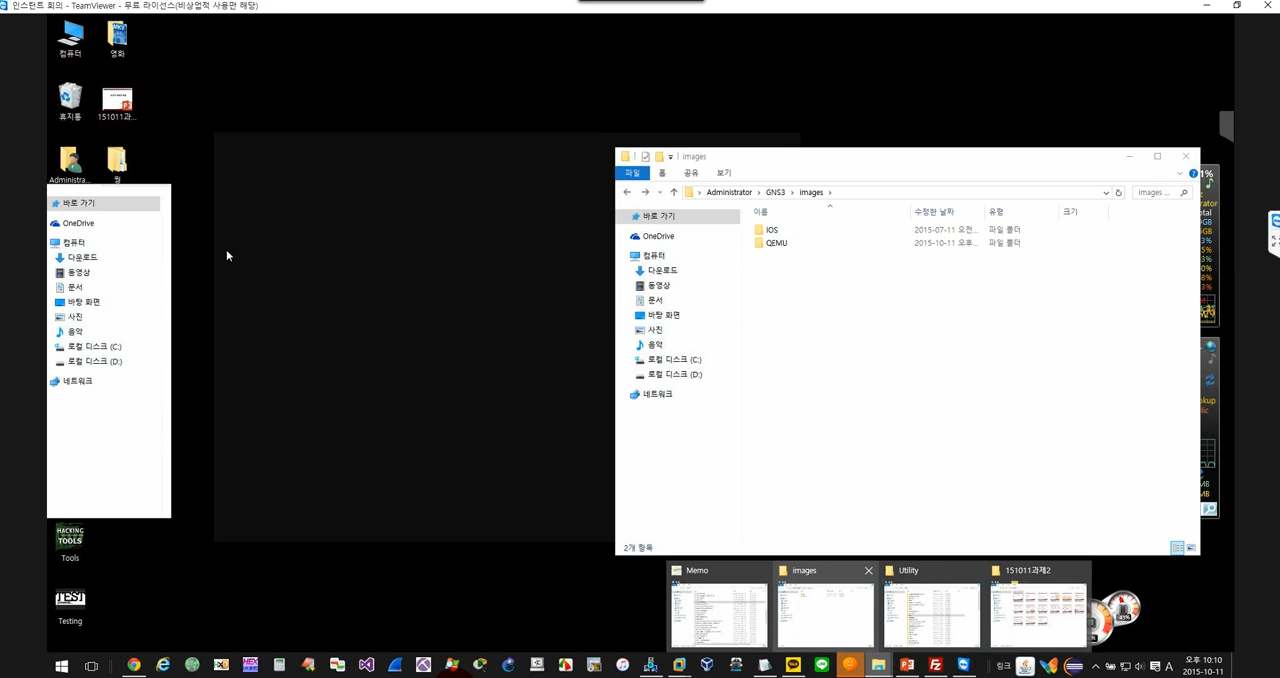 인스턴트 회의 - TeamViewer - 무료 라이선스(비상업적 사용만 해당)
컴퓨터
영화
휴지통
151011과...
Administra...
images
파일 홈 공유 보기
Administrator > GNS3 > images >
images ...
이름 수정한 날짜 유형 크기
IOS 2015-07-11 오전... 파일 폴더
QEMU 2015-10-11 오후... 파일 폴더
바로 가기
OneDrive
컴퓨터
다운로드
동영상
문서
바탕 화면
사진
음악
로컬 디스크 (C:)
로컬 디스크 (D:)
네트워크
바로 가기
OneDrive
컴퓨터
다운로드
동영상
문서
바탕 화면
사진
음악
로컬 디스크 (C:)
로컬 디스크 (D:)
네트워크
2개 항목
HACKING
TOOLS
Tools
TEST
Testing
Memo
images
Utility
151011과제2
링크
A
오후 10:10
2015-10-11